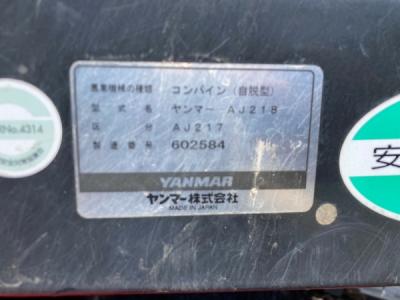 農業機械の種類 コンバイン(自脱型)
型式名 ヤンマー AJ218
区分 AJ217
製造番号 602584
YANMAR
ヤンマー株式会社
MADE IN JAPAN
No.4314
安